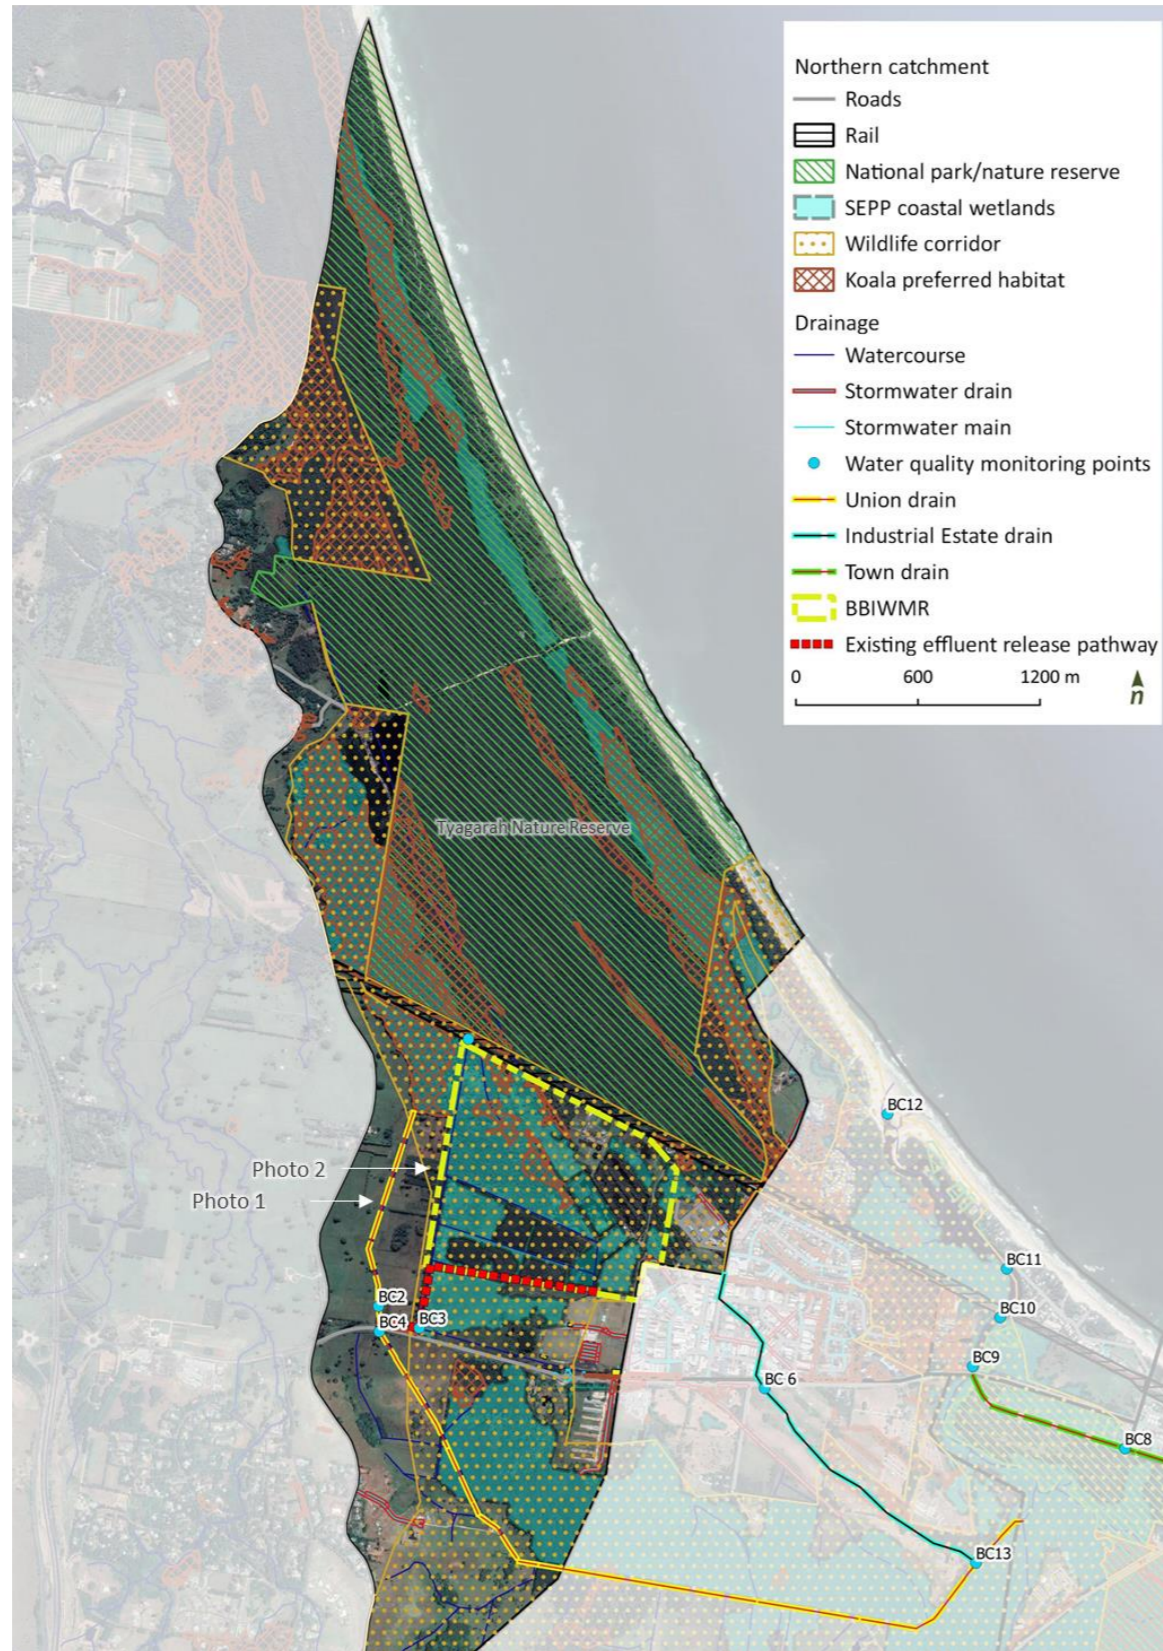 Northern catchment
Roads
Rail
National park/nature reserve
SEPP coastal wetlands
Wildlife corridor
Koala preferred habitat
Drainage
Watercourse
Stormwater drain
Stormwater main
Water quality monitoring points
Union drain
Industrial Estate drain
Town drain
BBIWMR
Existing effluent release pathway
0 600 1200 m
n
Tyagarah Nature Reserve
BC12
Photo 2
Photo 1
BC11
BC2
BC10
BC4
BC3
BC9
BC 6
BC8
BC13